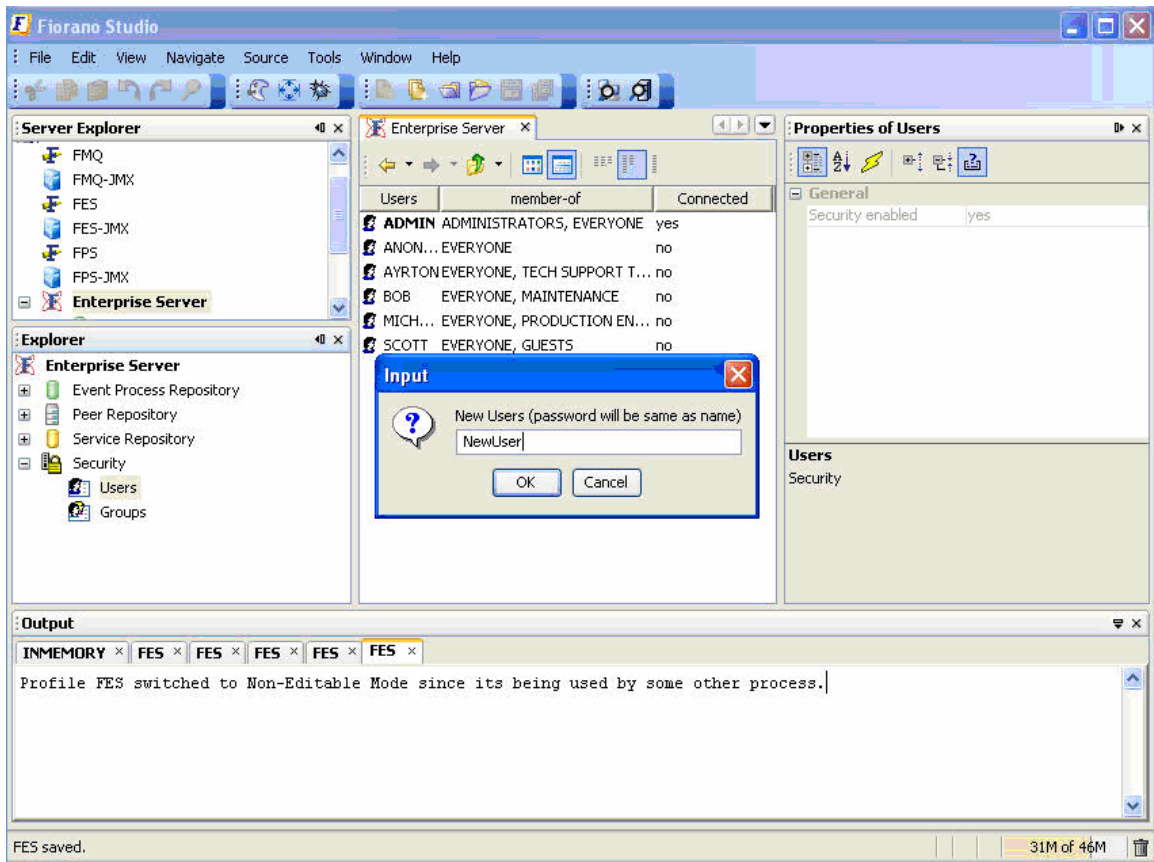 Fiorano Studio
File Edit View Navigate Source Tools Window Help
Server Explorer
FMQ
FMQ-JMX
FES
FES-JMX
FPS
FPS-JMX
Enterprise Server
Explorer
Enterprise Server
Event Process Repository
Peer Repository
Service Repository
Security
Users
Groups
Enterprise Server
Users member-of Connected
ADMIN ADMINISTRATORS, EVERYONE yes
ANON... EVERYONE no
AYRTON EVERYONE, TECH SUPPORT T... no
BOB EVERYONE, MAINTENANCE no
MICH... EVERYONE, PRODUCTION EN... no
SCOTT EVERYONE, GUESTS no
Input
New Users (password will be same as name)
NewUser
OK Cancel
Properties of Users
General
Security enabled yes
Users
Security
Output
INMEMORY FES FES FES FES FES
Profile FES switched to Non-Editable Mode since its being used by some other process.
FES saved.
31M of 46M